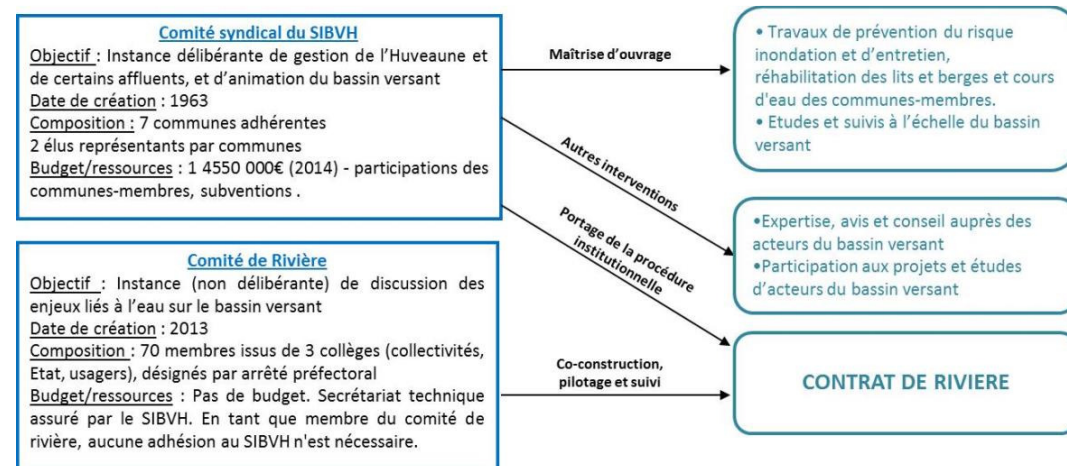 Comité syndical du SIBVH
Objectif : Instance délibérante de gestion de l’Huveaune et
de certains affluents, et d’animation du bassin versant
Date de création : 1963
Composition : 7 communes adhérentes
2 élus représentants par communes
Budget/ressources : 1 4550 000€ (2014) - participations des
communes-membres, subventions .
Comité de Rivière
Objectif : Instance (non délibérante) de discussion des
enjeux liés à l’eau sur le bassin versant
Date de création : 2013
Composition : 70 membres issus de 3 collèges (collectivités,
Etat, usagers), désignés par arrêté préfectoral
Budget/ressources : Pas de budget. Secrétariat technique
assuré par le SIBVH. En tant que membre du comité de
rivière, aucune adhésion au SIBVH n'est nécessaire.
Maîtrise d’ouvrage
Autres interventions
Portage de la procédure
institutionnelle
Co-construction,
pilotage et suivi
• Travaux de prévention du risque
inondation et d’entretien,
réhabilitation des lits et berges et cours
d'eau des communes-membres.
• Etudes et suivis à l’échelle du bassin
versant
•Expertise, avis et conseil auprès des
acteurs du bassin versant
•Participation aux projets et études
d’acteurs du bassin versant
CONTRAT DE RIVIERE